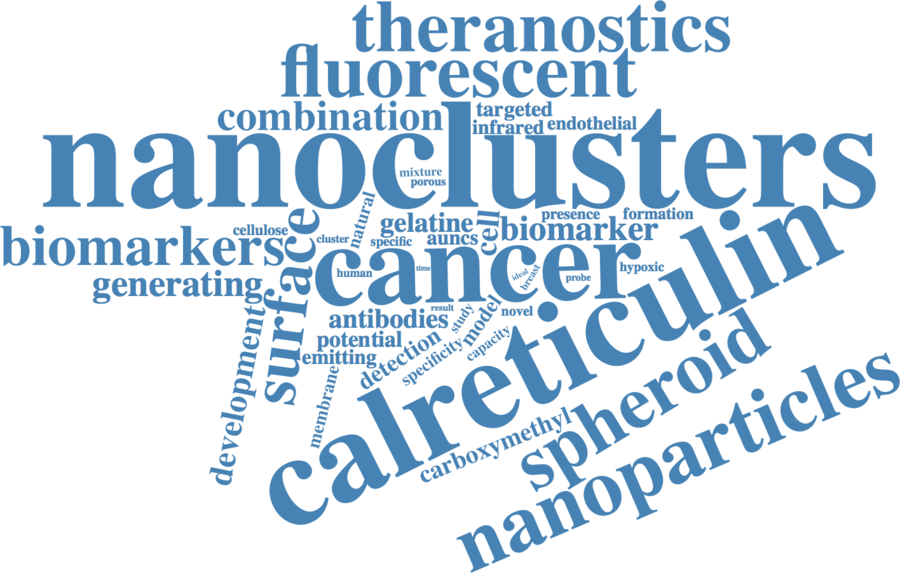 theranostics
fluorescent
combination
targeted
infrared
endothelial
nanoclusters
mixture
porous
natural
cellulose
surface
cluster
specific
gelatine
auncs
cell
presence
formation
biomarker
biomarkers
cancer
calreticulin
human
time
ideal
breast
probe
hypoxic
generating
development
antibodies
result
study
model
novel
potential
emitting
detection
specificity
capacity
membrane
carboxymethyl
spheroid
nanoparticles